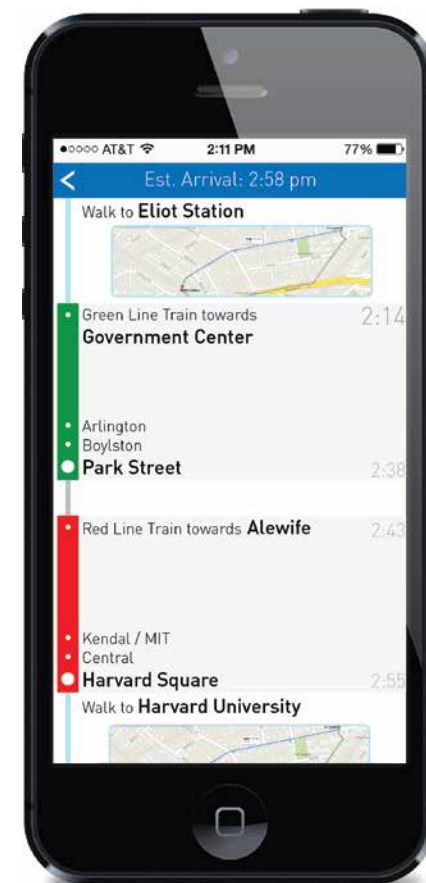 AT&T 2:11 PM 77%
< Est. Arrival: 2:58 pm
Walk to Eliot Station
Green Line Train towards 2:14
Government Center
Arlington
Boylston
Park Street 2:38
Red Line Train towards Alewife 2:43
Kendal / MIT
Central
Harvard Square 2:55
Walk to Harvard University